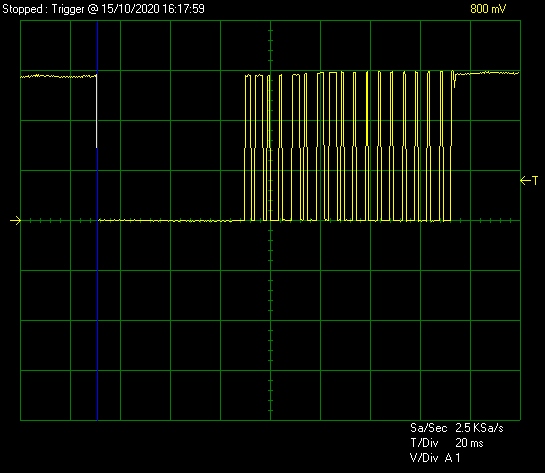 Stopped : Trigger @ 15/10/2020 16:17:59 800 mV
T
Sa/Sec 2.5 KSa/s
T/Div 20 ms
V/Div A 1